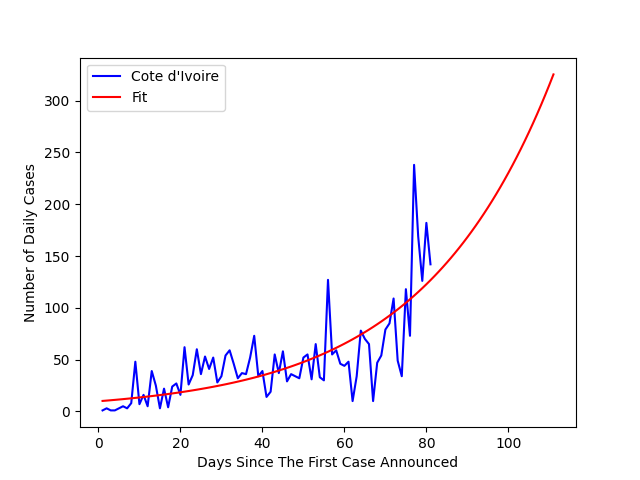 Cote d'Ivoire
Fit
300
250
200
150
100
50
0
Number of Daily Cases
0 20 40 60 80 100
Days Since The First Case Announced